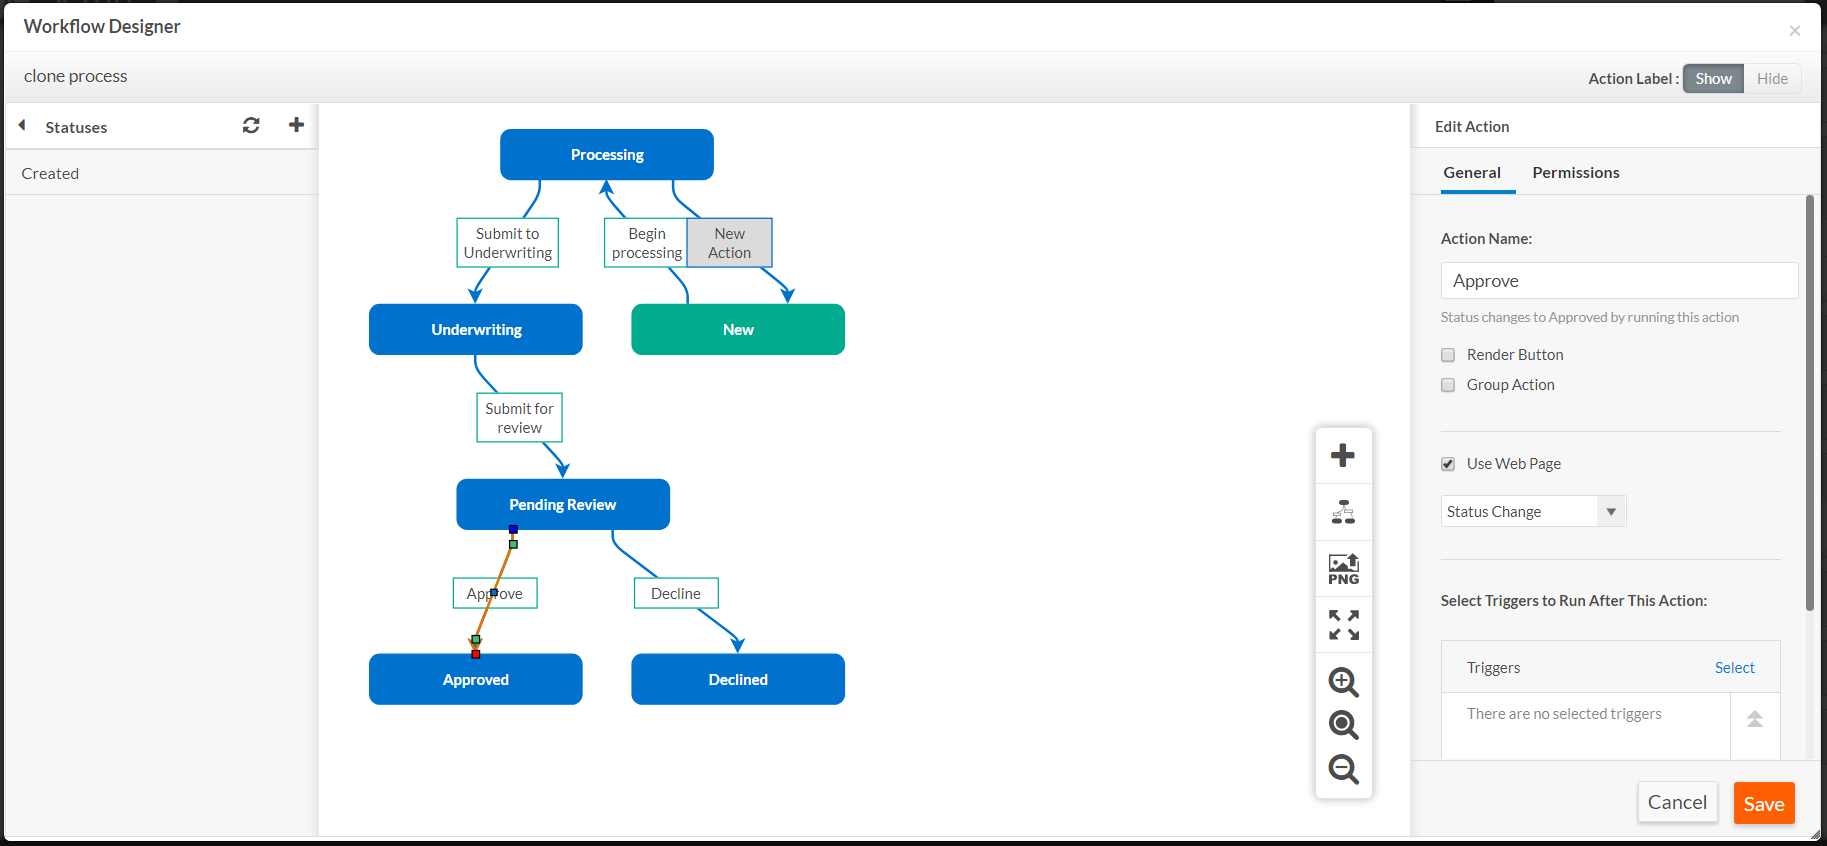 Workflow Designer
×
clone process
Action Label : Show Hide
Statuses
Created
Processing
Submit to
Underwriting
Begin
processing
New
Action
Underwriting
New
Submit for
review
Pending Review
Approve
Decline
Approved
Declined
PNG
Edit Action
General Permissions
Action Name:
Approve
Status changes to Approved by running this action
Render Button
Group Action
Use Web Page
Status Change
Select Triggers to Run After This Action:
Triggers Select
There are no selected triggers
Cancel Save